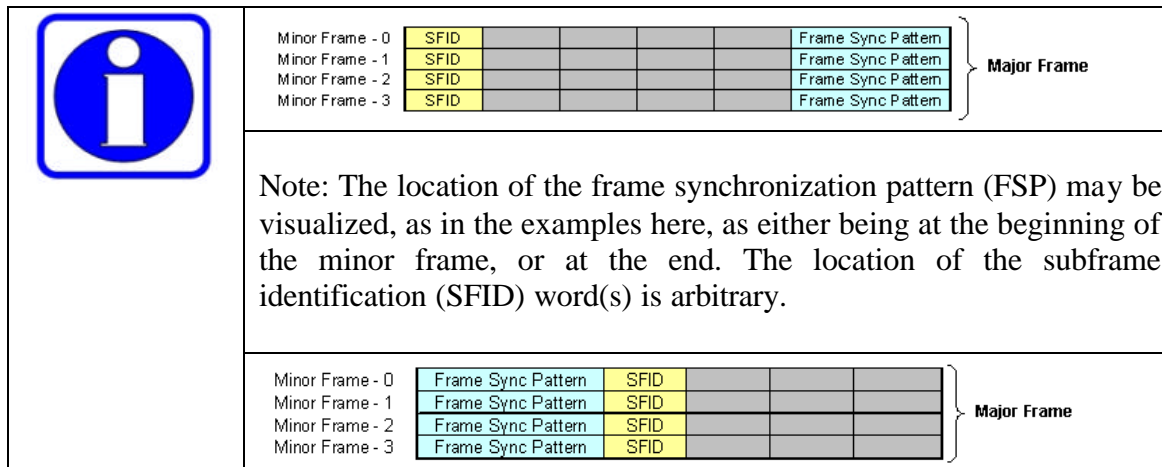 Minor Frame - 0 SFID Frame Sync Pattern
Minor Frame - 1 SFID Frame Sync Pattern
Minor Frame - 2 SFID Frame Sync Pattern
Minor Frame - 3 SFID Frame Sync Pattern
Major Frame
Note: The location of the frame synchronization pattern (FSP) may be
visualized, as in the examples here, as either being at the beginning of
the minor frame, or at the end. The location of the subframe
identification (SFID) word(s) is arbitrary.
Minor Frame - 0 Frame Sync Pattern SFID
Minor Frame - 1 Frame Sync Pattern SFID
Minor Frame - 2 Frame Sync Pattern SFID
Minor Frame - 3 Frame Sync Pattern SFID
Major Frame